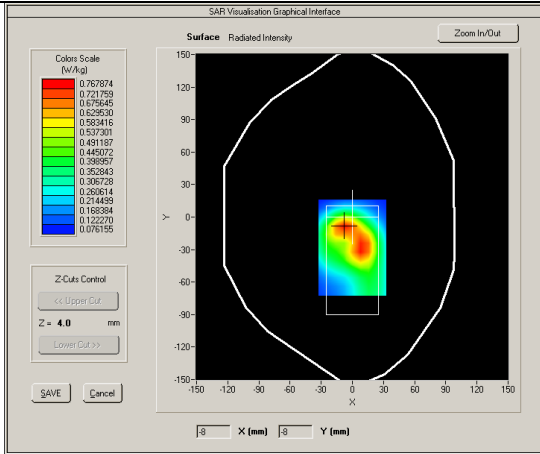 SAR Visualisation Graphical Interface
Surface Radiated Intensity
Zoom In/Out
Colors Scale
(W/kg)
0.767874
0.721759
0.675645
0.629530
0.583416
0.537301
0.491187
0.445072
0.398957
0.352843
0.306728
0.260614
0.214499
0.168384
0.122270
0.076155
Z-Cuts Control
<< Upper Cut
Z = 4.0 mm
Lower Cut >>
SAVE Cancel
150-
120-
90-
60-
30-
0-
-30-
-60-
-90-
-120-
-150-
Y
-150 -120 -90 -60 -30 0 30 60 90 120 150
X
-8 X (mm) -8 Y (mm)